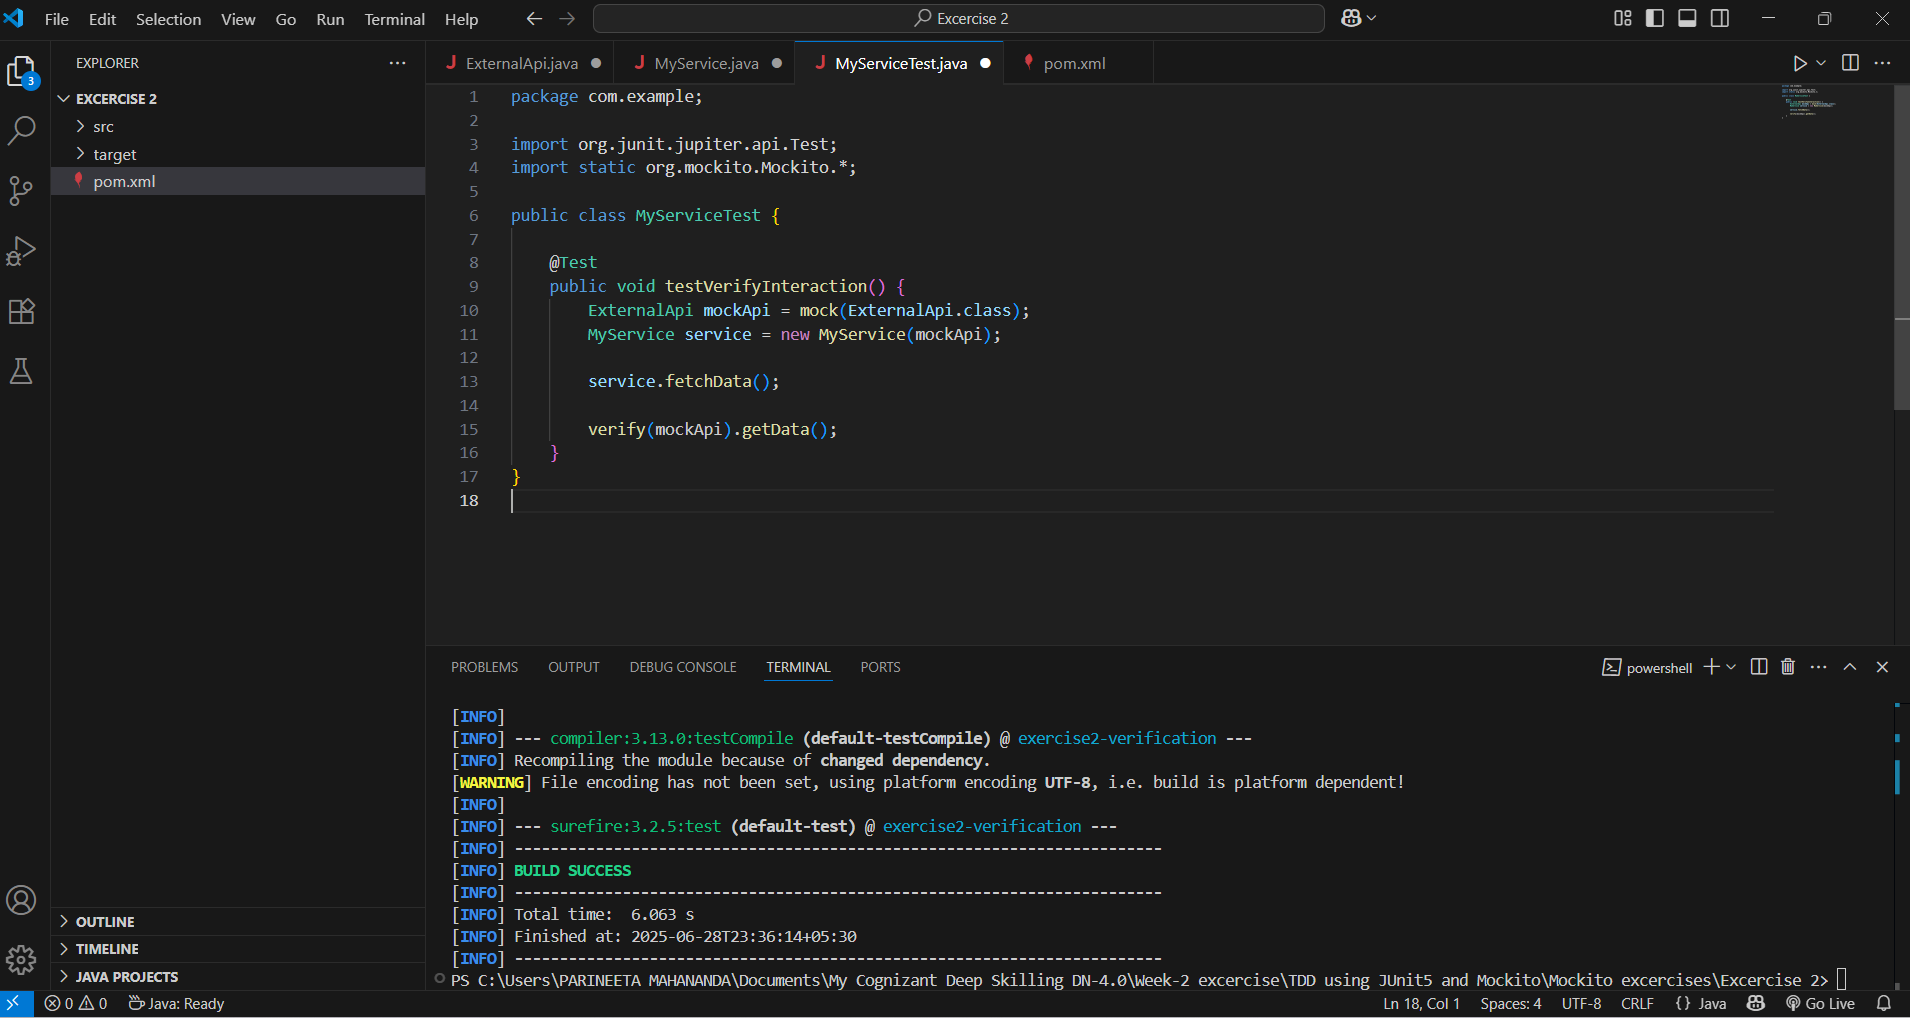 File Edit Selection View Go Run Terminal Help
Excercise 2
3
EXPLORER
EXCERCISE 2
src
target
pom.xml
OUTLINE
TIMELINE
JAVA PROJECTS
J ExternalApi.java
J MyService.java
J MyServiceTest.java
pom.xml
1 package com.example;
2
3 import org.junit.jupiter.api.Test;
4 import static org.mockito.Mockito.*;
5
6 public class MyServiceTest {
7
8 @Test
9 public void testVerifyInteraction() {
10 ExternalApi mockApi = mock(ExternalApi.class);
11 MyService service = new MyService(mockApi);
12
13 service.fetchData();
14
15 verify(mockApi).getData();
16 }
17 }
18
PROBLEMS OUTPUT DEBUG CONSOLE TERMINAL PORTS
powershell
[INFO]
[INFO] --- compiler:3.13.0:testCompile (default-testCompile) @ exercise2-verification ---
[INFO] Recompiling the module because of changed dependency.
[WARNING] File encoding has not been set, using platform encoding UTF-8, i.e. build is platform dependent!
[INFO]
[INFO] --- surefire:3.2.5:test (default-test) @ exercise2-verification ---
[INFO] ------------------------------------------------------------------------
[INFO] BUILD SUCCESS
[INFO] ------------------------------------------------------------------------
[INFO] Total time:  6.063 s
[INFO] Finished at: 2025-06-28T23:36:14+05:30
[INFO] ------------------------------------------------------------------------
PS C:\Users\PARINEETA MAHANANDA\Documents\My Cognizant Deep Skilling DN-4.0\Week-2 excercise\TDD using JUnit5 and Mockito\Mockito excercises\Excercise 2>
0 0 Java: Ready
Ln 18, Col 1 Spaces: 4 UTF-8 CRLF {} Java Go Live